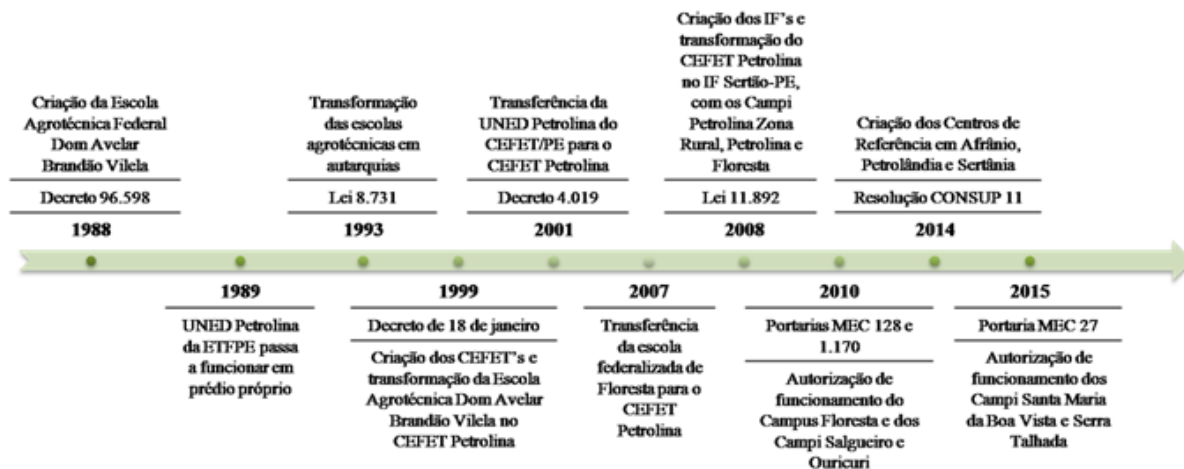 Criação da Escola
Agrotécnica Federal
Dom Avelar
Brandão Vilela
Decreto 96.598
1988
Transformação
das escolas
agrotécnicas em
autarquias
Lei 8.731
1993
Transferência da
UNED Petrolina do
CEFET/PE para o
CEFET Petrolina
Decreto 4.019
2001
Criação dos IF's e
transformação do
CEFET Petrolina
no IF Sertão-PE,
com os Campi
Petrolina Zona
Rural, Petrolina e
Floresta
Lei 11.892
2008
Criação dos Centros de
Referência em Afrânio,
Petrolândia e Sertânia
Resolução CONSUP 11
2014
1989
UNED Petrolina
da ETFPE passa
a funcionar em
prédio próprio
1999
Decreto de 18 de janeiro
Criação dos CEFET's e
transformação da Escola
Agrotécnica Dom Avelar
Brandão Vilela no
CEFET Petrolina
2007
Transferência
da escola
federalizada de
Floresta para o
CEFET
Petrolina
2010
Portarias MEC 128 e
1.170
Autorização de
funcionamento do
Campus Floresta e dos
Campi Salgueiro e
Ouricuri
2015
Portaria MEC 27
Autorização de
funcionamento dos
Campi Santa Maria
da Boa Vista e Serra
Talhada